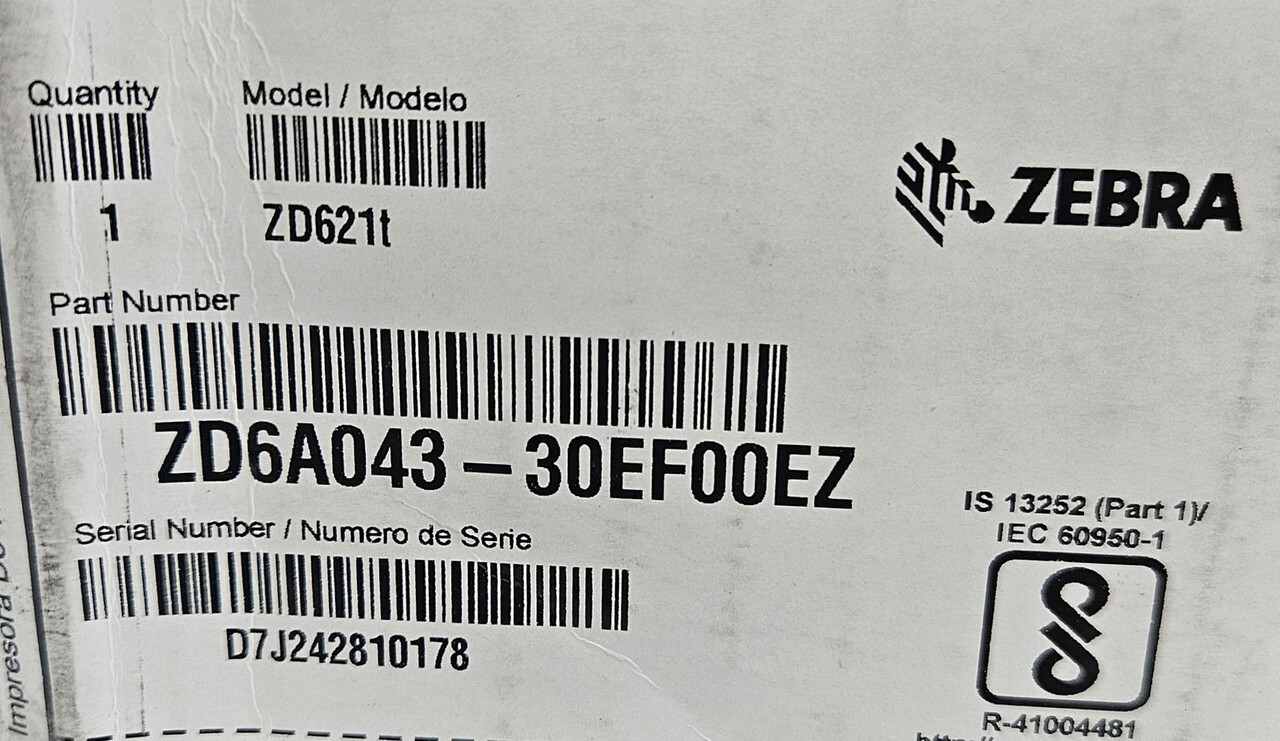 Quantity
1
Model / Modelo
ZD621t
ZEBRA
Part Number
ZD6A043-30EF00EZ
Serial Number / Numero de Serie
D7J242810178
IS 13252 (Part 1)/
IEC 60950-1
R-41004481
Impresora